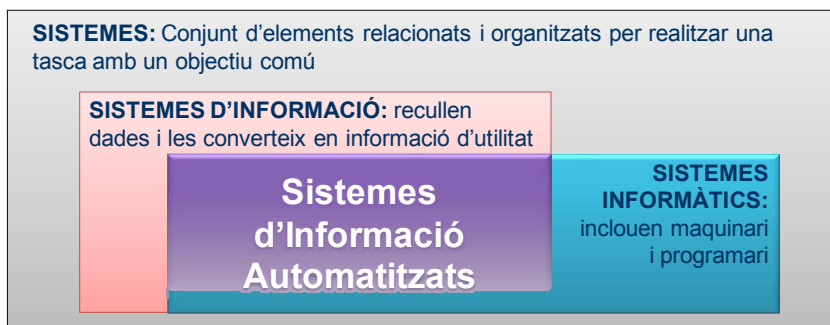 SISTEMES: Conjunt d'elements relacionats i organitzats per realitzar una
tasca amb un objectiu comú
SISTEMES D'INFORMACIÓ: recullen
dades i les converteix en informació d'utilitat
Sistemes
d'Informació
Automatitzats
SISTEMES
INFORMÀTICS:
inclouen maquinari
i programari